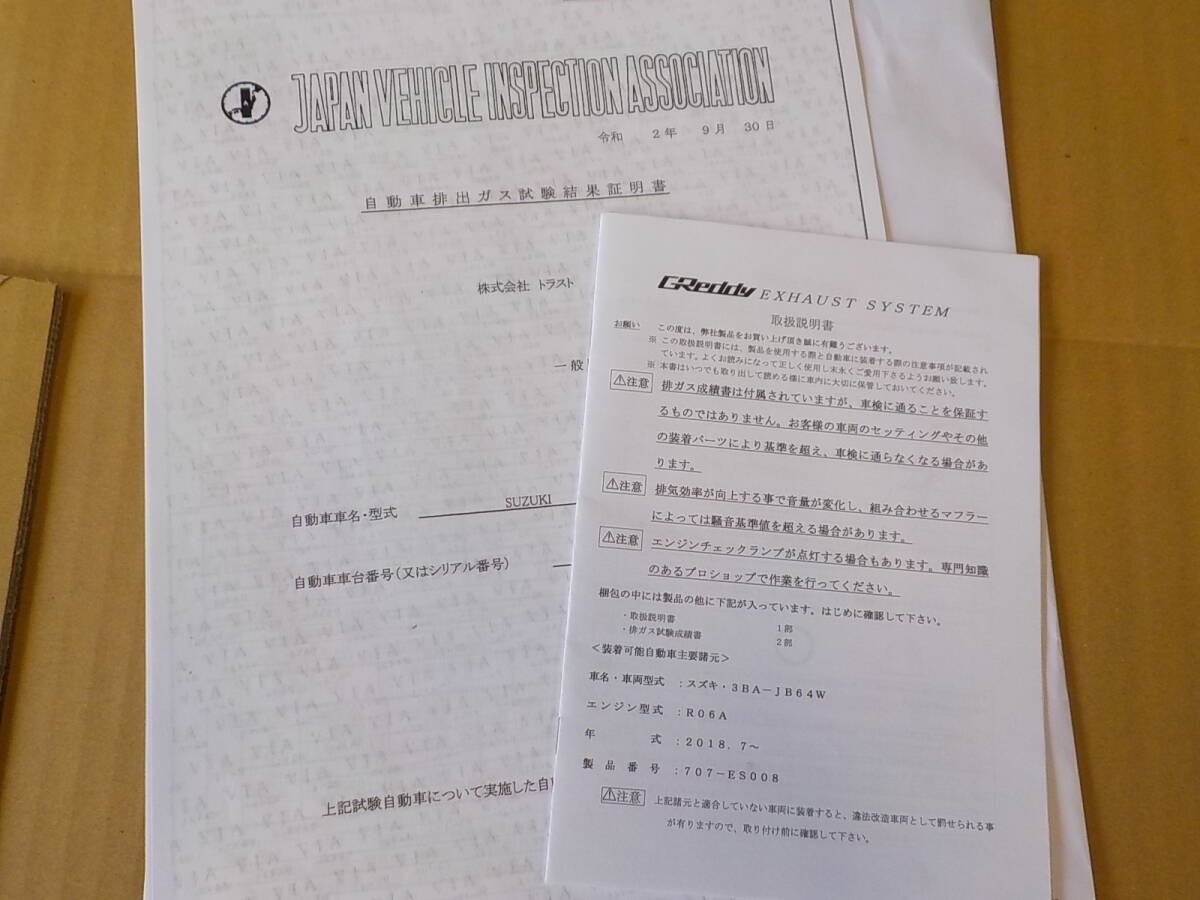 JAPAN VEHICLE INSPECTION ASSOCIATION
令和 2年 9月 30日
自動車排出ガス試験結果証明書
株式会社 トラスト
一般
自動車車名・型式 SUZUKI
自動車車台番号(又はシリアル番号)
上記試験自動車について実施した自
GReddy EXHAUST SYSTEM
取扱説明書
お願い この度は、弊社製品をお買い上げ頂き誠に有難うございます。
※ この取扱説明書には、製品を使用する際と自動車に装着する際の注意事項が記載され
ています。よくお読みになって正しく使用し末永くご愛用下さるようお願い致します。
※ 本書はいつでも取り出して読める様に車内に大切に保管しておいてください。
⚠注意 排ガス成績書は付属されていますが、車検に通ることを保証す
るものではありません。お客様の車両のセッティングやその他
の装着パーツにより基準を超え、車検に通らなくなる場合があ
ります。
⚠注意 排気効率が向上する事で音量が変化し、組み合わせるマフラー
によっては騒音基準値を超える場合があります。
⚠注意 エンジンチェックランプが点灯する場合もあります。専門知識
のあるプロショップで作業を行ってください。
梱包の中には製品の他に下記が入っています。はじめに確認して下さい。
・取扱説明書 1部
・排ガス試験成績書 2部
＜装着可能自動車主要諸元＞
車名・車両型式 ：スズキ・3BA－JB64W
エンジン型式 ：R06A
年 式 ：2018．7～
製品番号 ：707－ES008
⚠注意 上記諸元と適合していない車両に装着すると、違法改造車両として罰せられる事
が有りますので、取り付け前に確認して下さい。